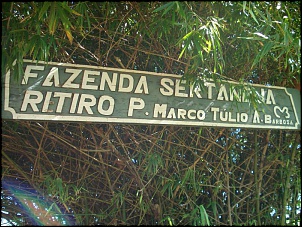 FAZENDA SERTANEJA
RITIRO P. MARCO TULIO A. BARBOSA